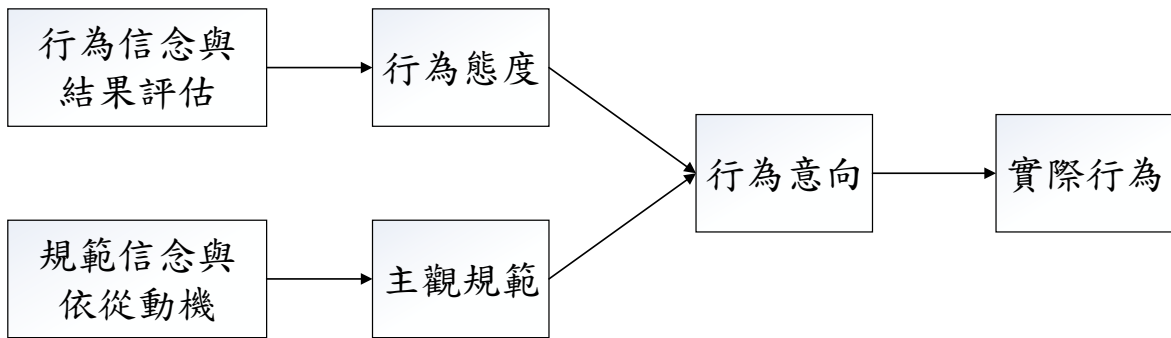 行為信念與
結果評估
行為態度
行為意向
實際行為
規範信念與
依從動機
主觀規範